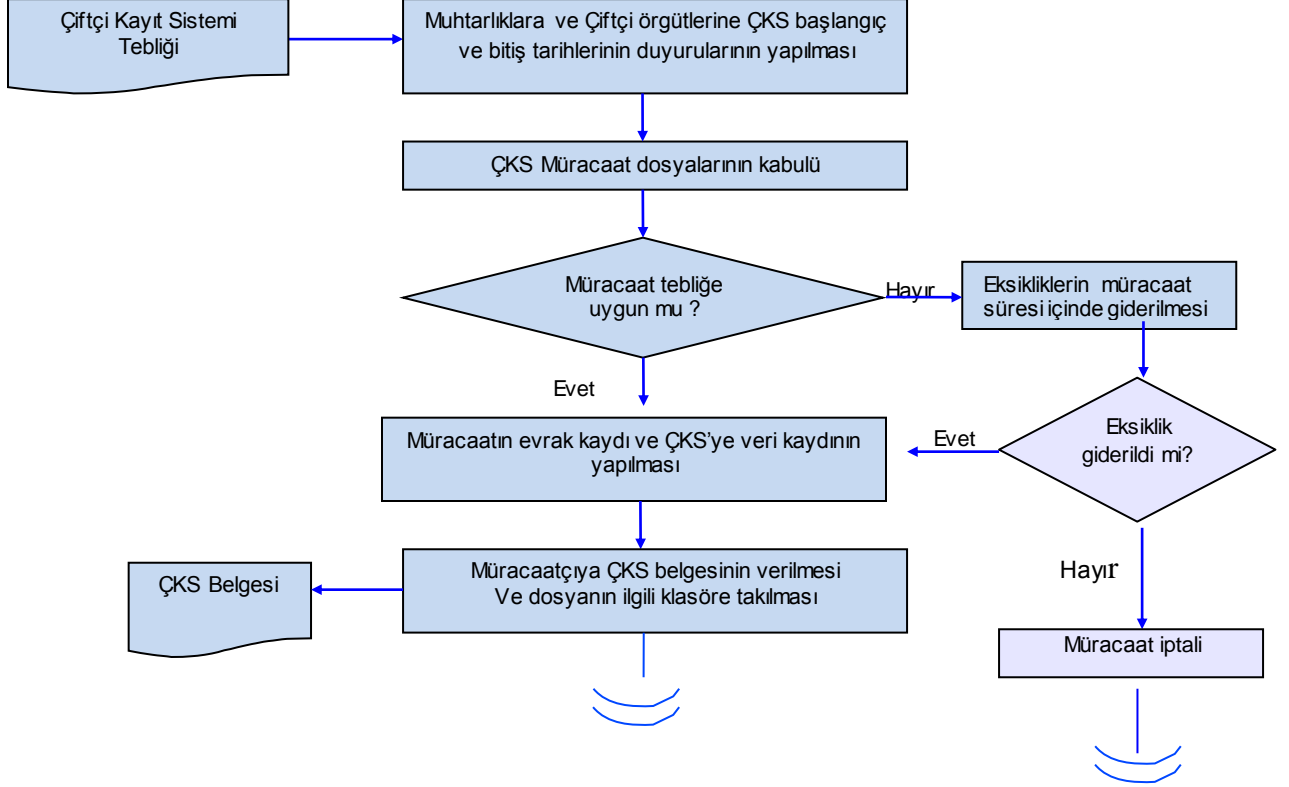 Çiftçi Kayıt Sistemi
Tebliği
Muhtarlıklara ve Çiftçi örgütlerine ÇKS başlangıç
ve bitiş tarihlerinin duyurularının yapılması
ÇKS Müracaat dosyalarının kabulü
Müracaat tebliğe
uygun mu ?
Hayır
Eksikliklerin müracaat
süresi içinde giderilmesi
Evet
Eksiklik
giderildi mi?
Evet
Müracaatın evrak kaydı ve ÇKS’ye veri kaydının
yapılması
Hayır
Müracaatçıya ÇKS belgesinin verilmesi
Ve dosyanın ilgili klasöre takılması
ÇKS Belgesi
Müracaat iptali